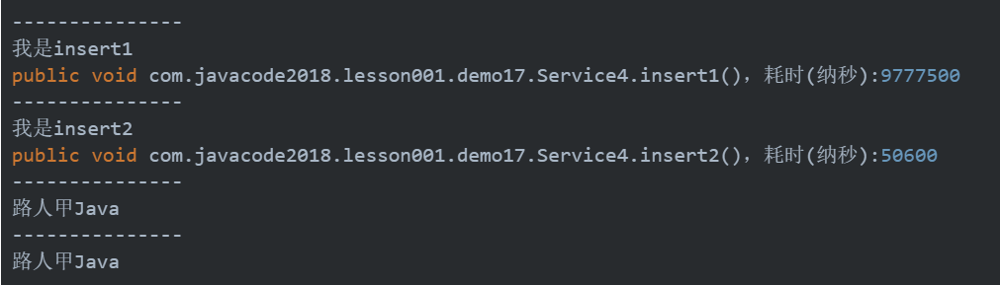 ---------------
我是insert1
public void com.javacode2018.lesson001.demo17.Service4.insert1()，耗时(纳秒):9777500
---------------
我是insert2
public void com.javacode2018.lesson001.demo17.Service4.insert2()，耗时(纳秒):50600
---------------
路人甲Java
---------------
路人甲Java